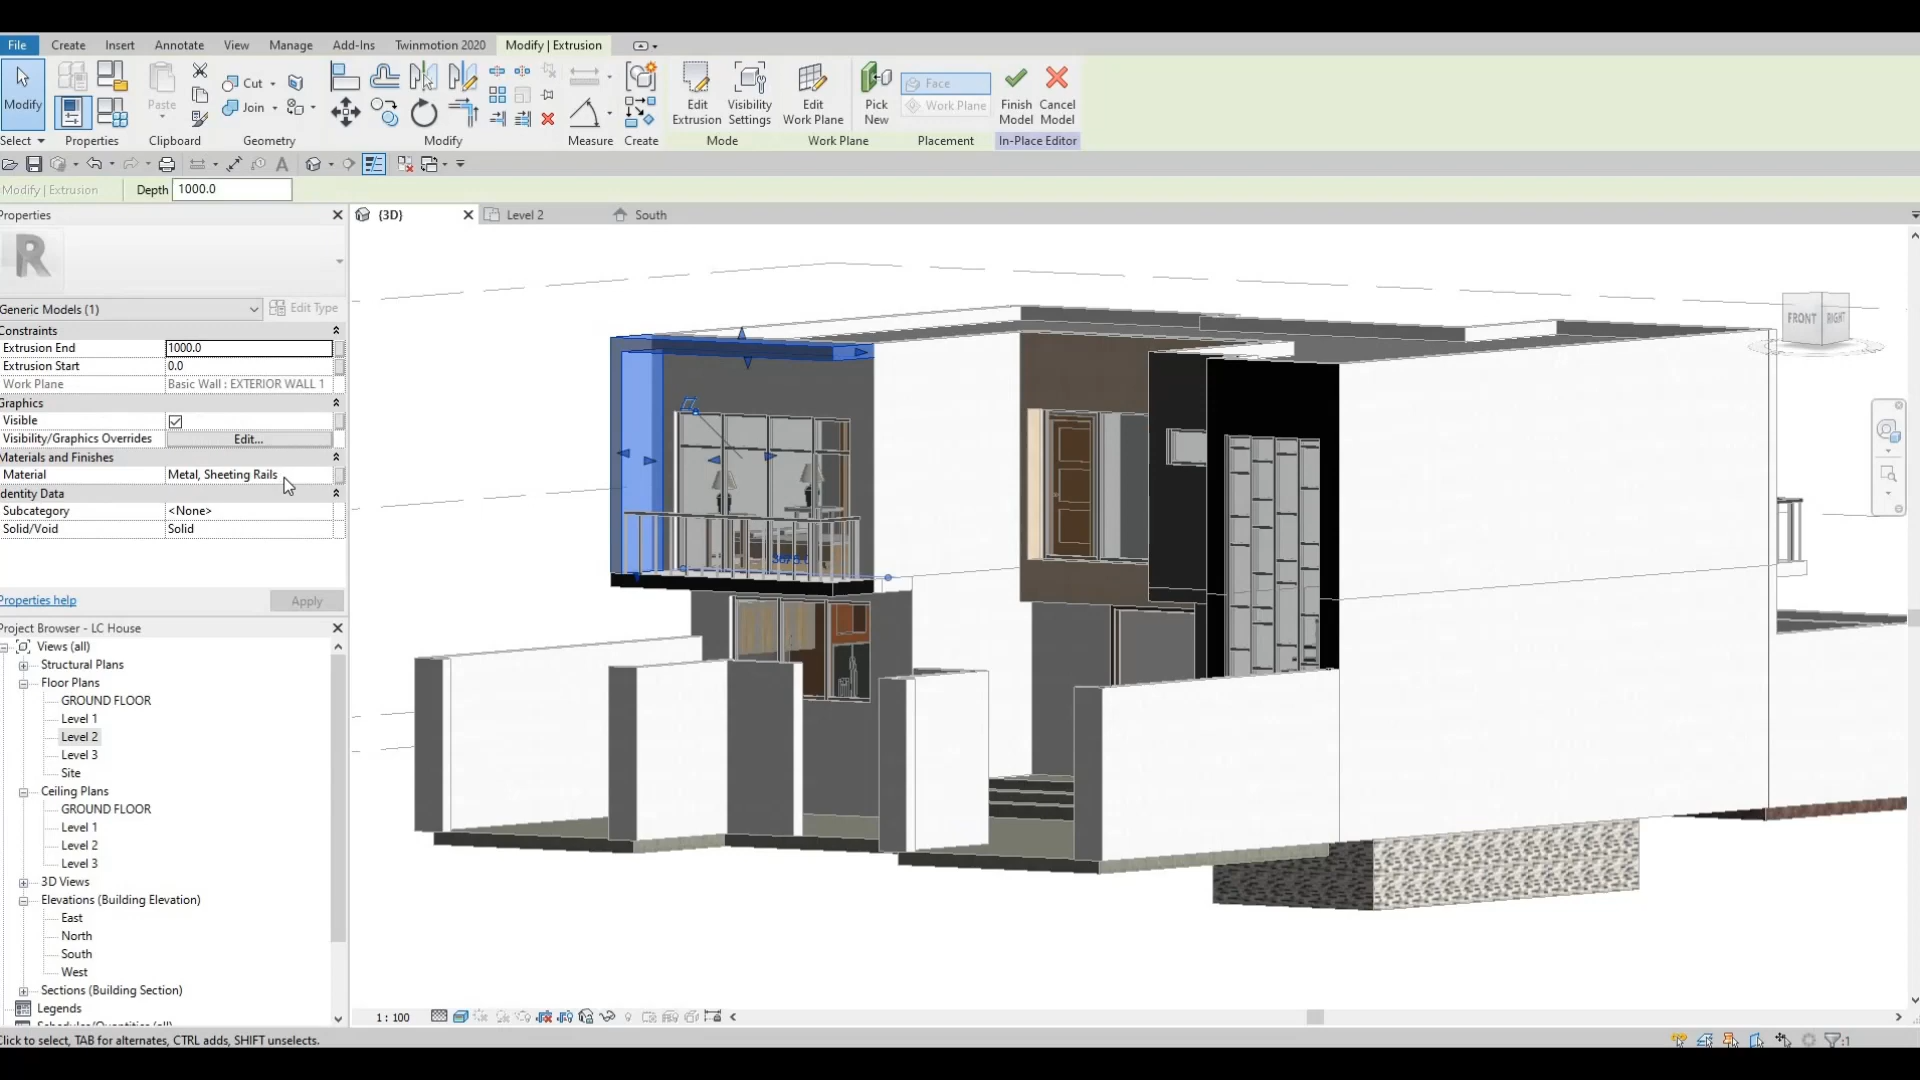 File Create Insert Annotate View Manage Add-Ins Twinmotion 2020 Modify | Extrusion
Modify Paste Cut Join Edit Extrusion Visibility Settings Edit Work Plane Pick New Face Work Plane Finish Model Cancel Model
Select Properties Clipboard Geometry Modify Measure Create Mode Work Plane Placement In-Place Editor
Modify | Extrusion Depth 1000.0
Properties {3D} Level 2 South
R
FRONT RIGHT
Generic Models (1) Edit Type
Constraints
Extrusion End 1000.0
Extrusion Start 0.0
Work Plane Basic Wall : EXTERIOR WALL 1
Graphics
Visible
Visibility/Graphics Overrides Edit...
Materials and Finishes
Material Metal, Sheeting Rails
dentity Data
Subcategory <None>
Solid/Void Solid
Properties help Apply
Project Browser - LC House
Views (all)
Structural Plans
Floor Plans
GROUND FLOOR
Level 1
Level 2
Level 3
Site
Ceiling Plans
GROUND FLOOR
Level 1
Level 2
Level 3
3D Views
Elevations (Building Elevation)
East
North
South
West
Sections (Building Section)
Legends
Schedules/Quantities (all)
1 : 100
Click to select, TAB for alternates, CTRL adds, SHIFT unselects. :1